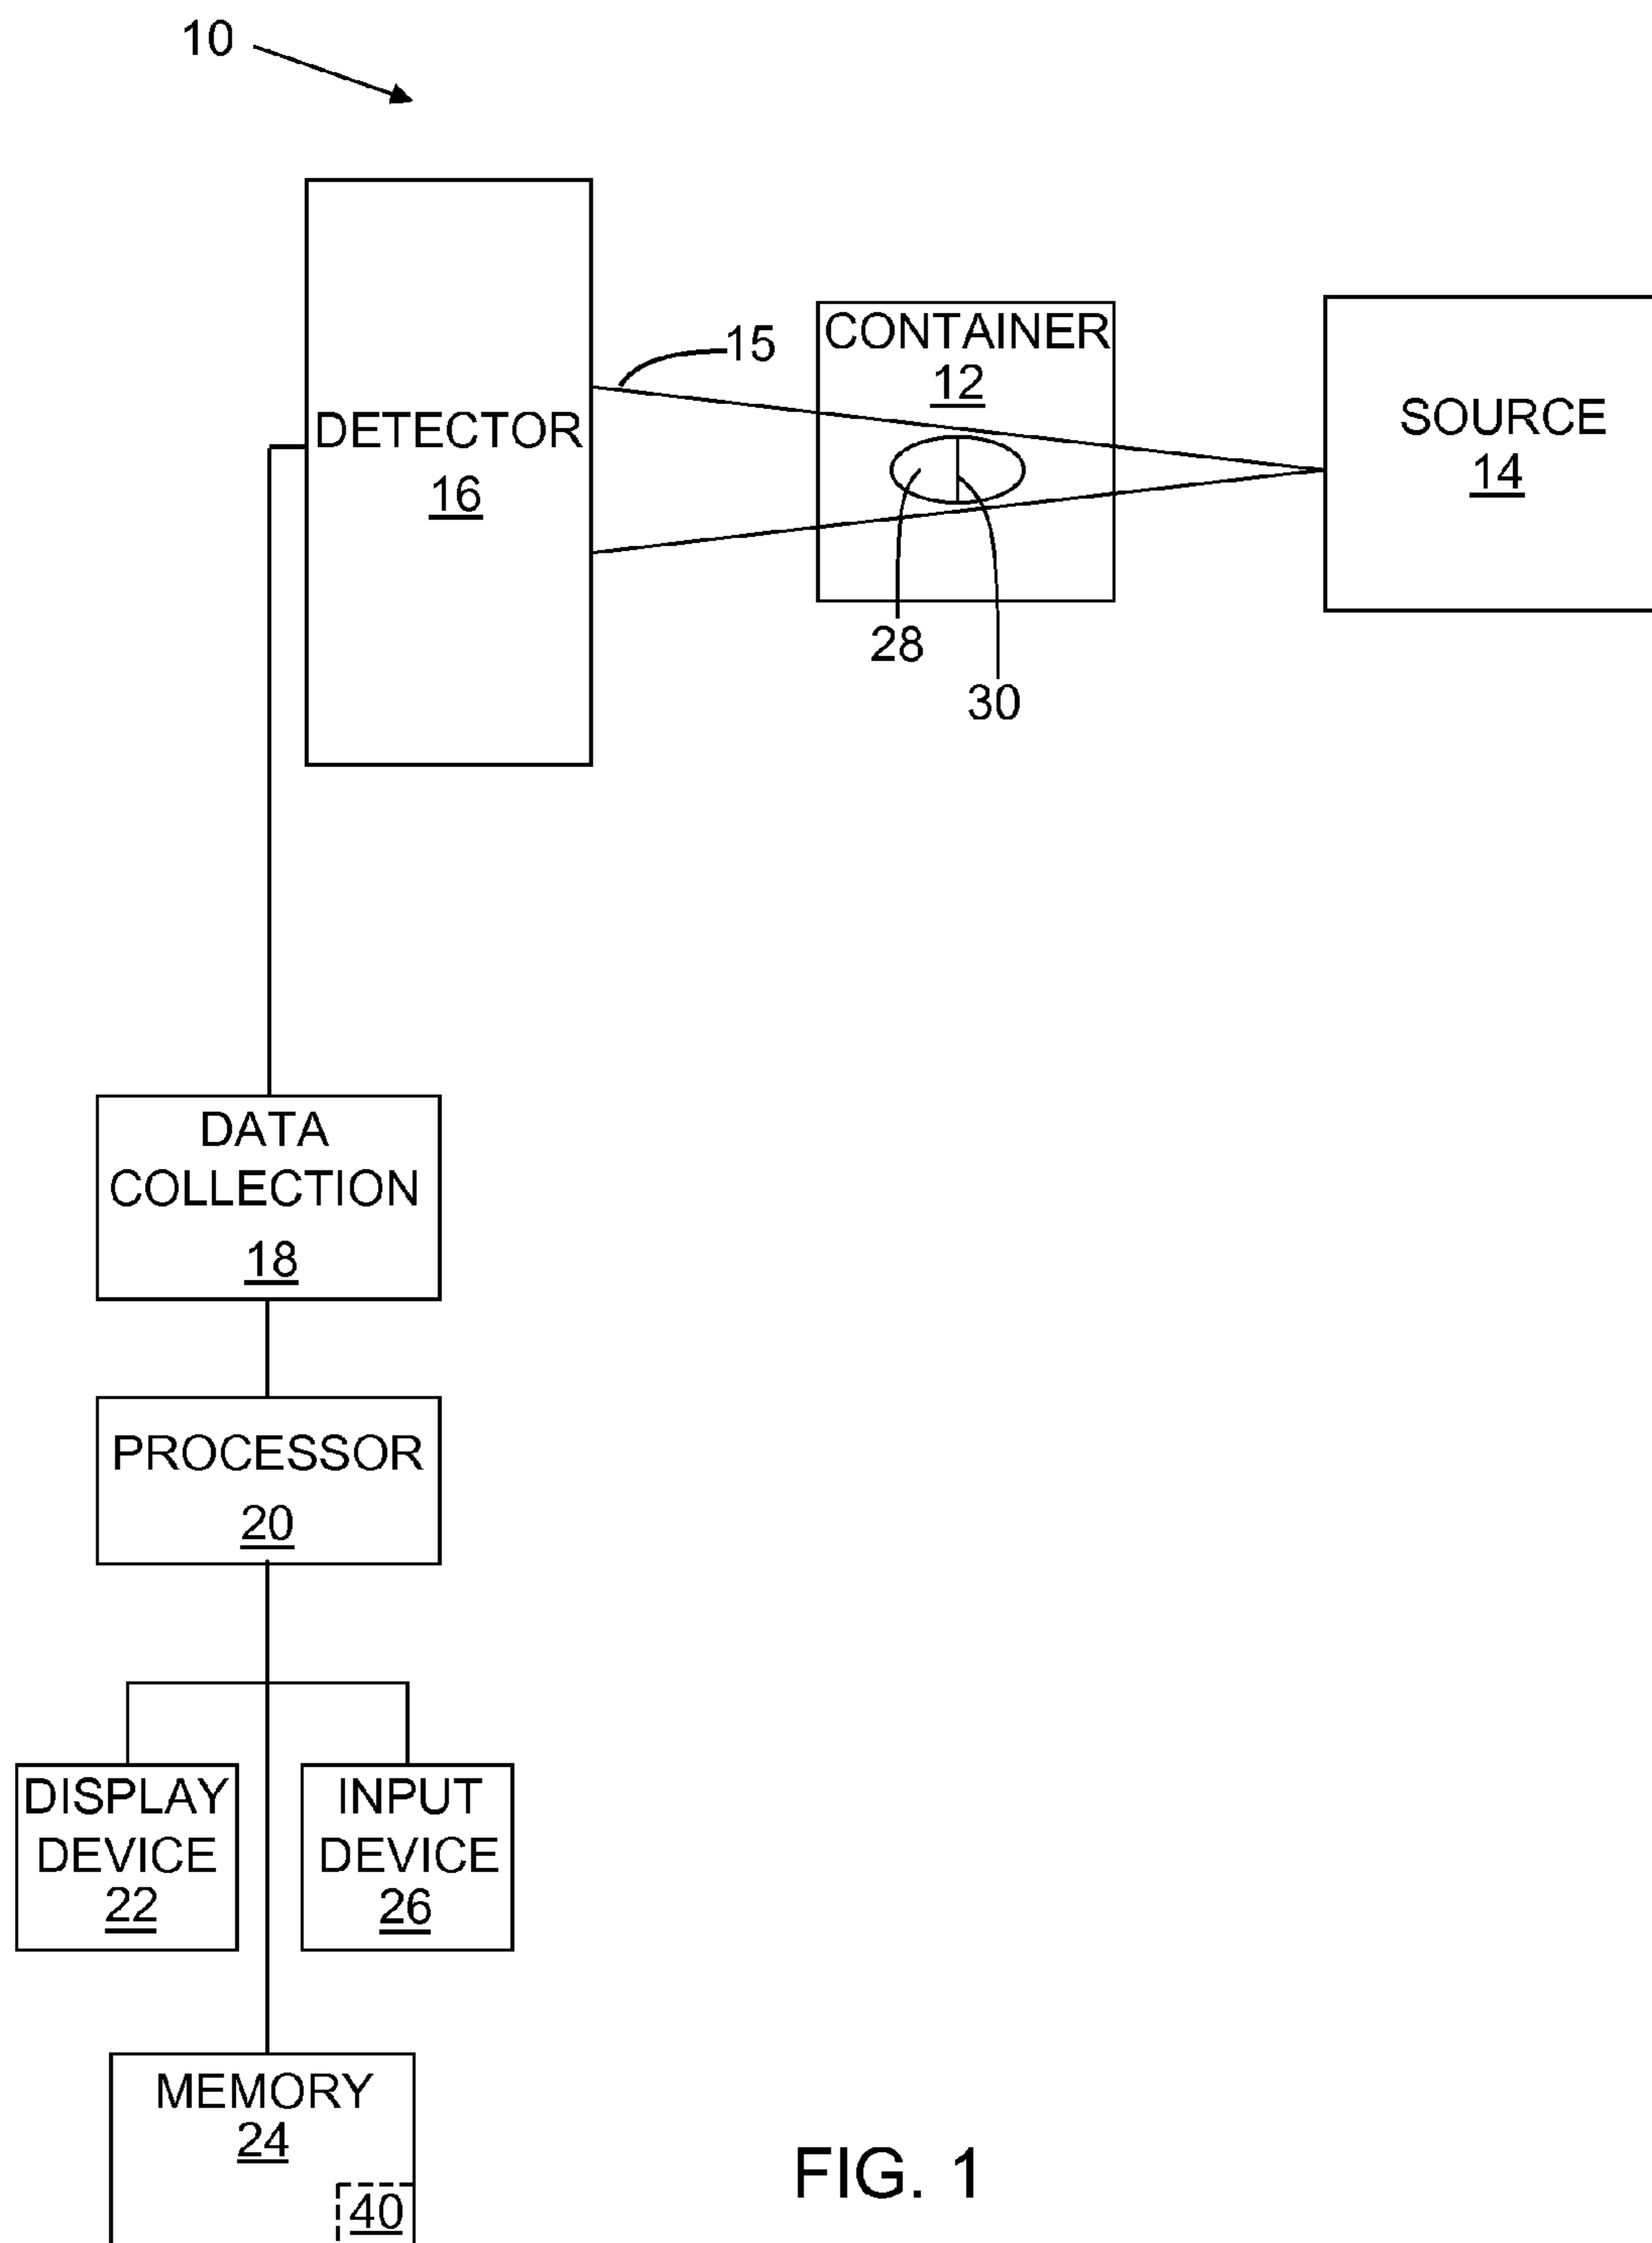 10
15
CONTAINER
12
DETECTOR
16
SOURCE
14
28
30
DATA
COLLECTION
18
PROCESSOR
20
DISPLAY
DEVICE
22
INPUT
DEVICE
26
MEMORY
24
40
FIG. 1